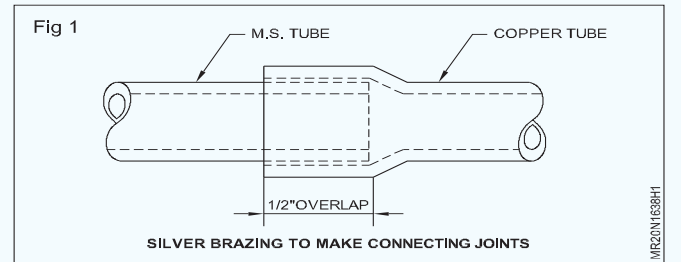 Fig 1
M.S. TUBE
COPPER TUBE
1/2"OVERLAP
SILVER BRAZING TO MAKE CONNECTING JOINTS
MR20N1638H1